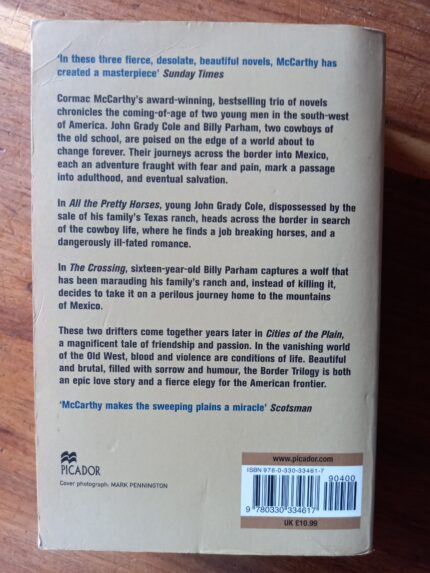 'In these three fierce, desolate, beautiful novels, McCarthy has
created a masterpiece' Sunday Times
Cormac McCarthy's award-winning, bestselling trio of novels
chronicles the coming-of-age of two young men in the south-west
of America. John Grady Cole and Billy Parham, two cowboys of
the old school, are poised on the edge of a world about to
change forever. Their journeys across the border into Mexico,
each an adventure fraught with fear and pain, mark a passage
into adulthood, and eventual salvation.
In All the Pretty Horses, young John Grady Cole, dispossessed by the
sale of his family's Texas ranch, heads across the border in search
of the cowboy life, where he finds a job breaking horses, and a
dangerously ill-fated romance.
In The Crossing, sixteen-year-old Billy Parham captures a wolf that
has been marauding his family's ranch and, instead of killing it,
decides to take it on a perilous journey home to the mountains
of Mexico.
These two drifters come together years later in Cities of the Plain,
a magnificent tale of friendship and passion. In the vanishing world
of the Old West, blood and violence are conditions of life. Beautiful
and brutal, filled with sorrow and humour, the Border Trilogy is both
an epic love story and a fierce elegy for the American frontier.
'McCarthy makes the sweeping plains a miracle' Scotsman
PICADOR
Cover photograph: MARK PENNINGTON
www.picador.com
ISBN 978-0-330-33461-7
90400
9 780330 334617
UK £10.99